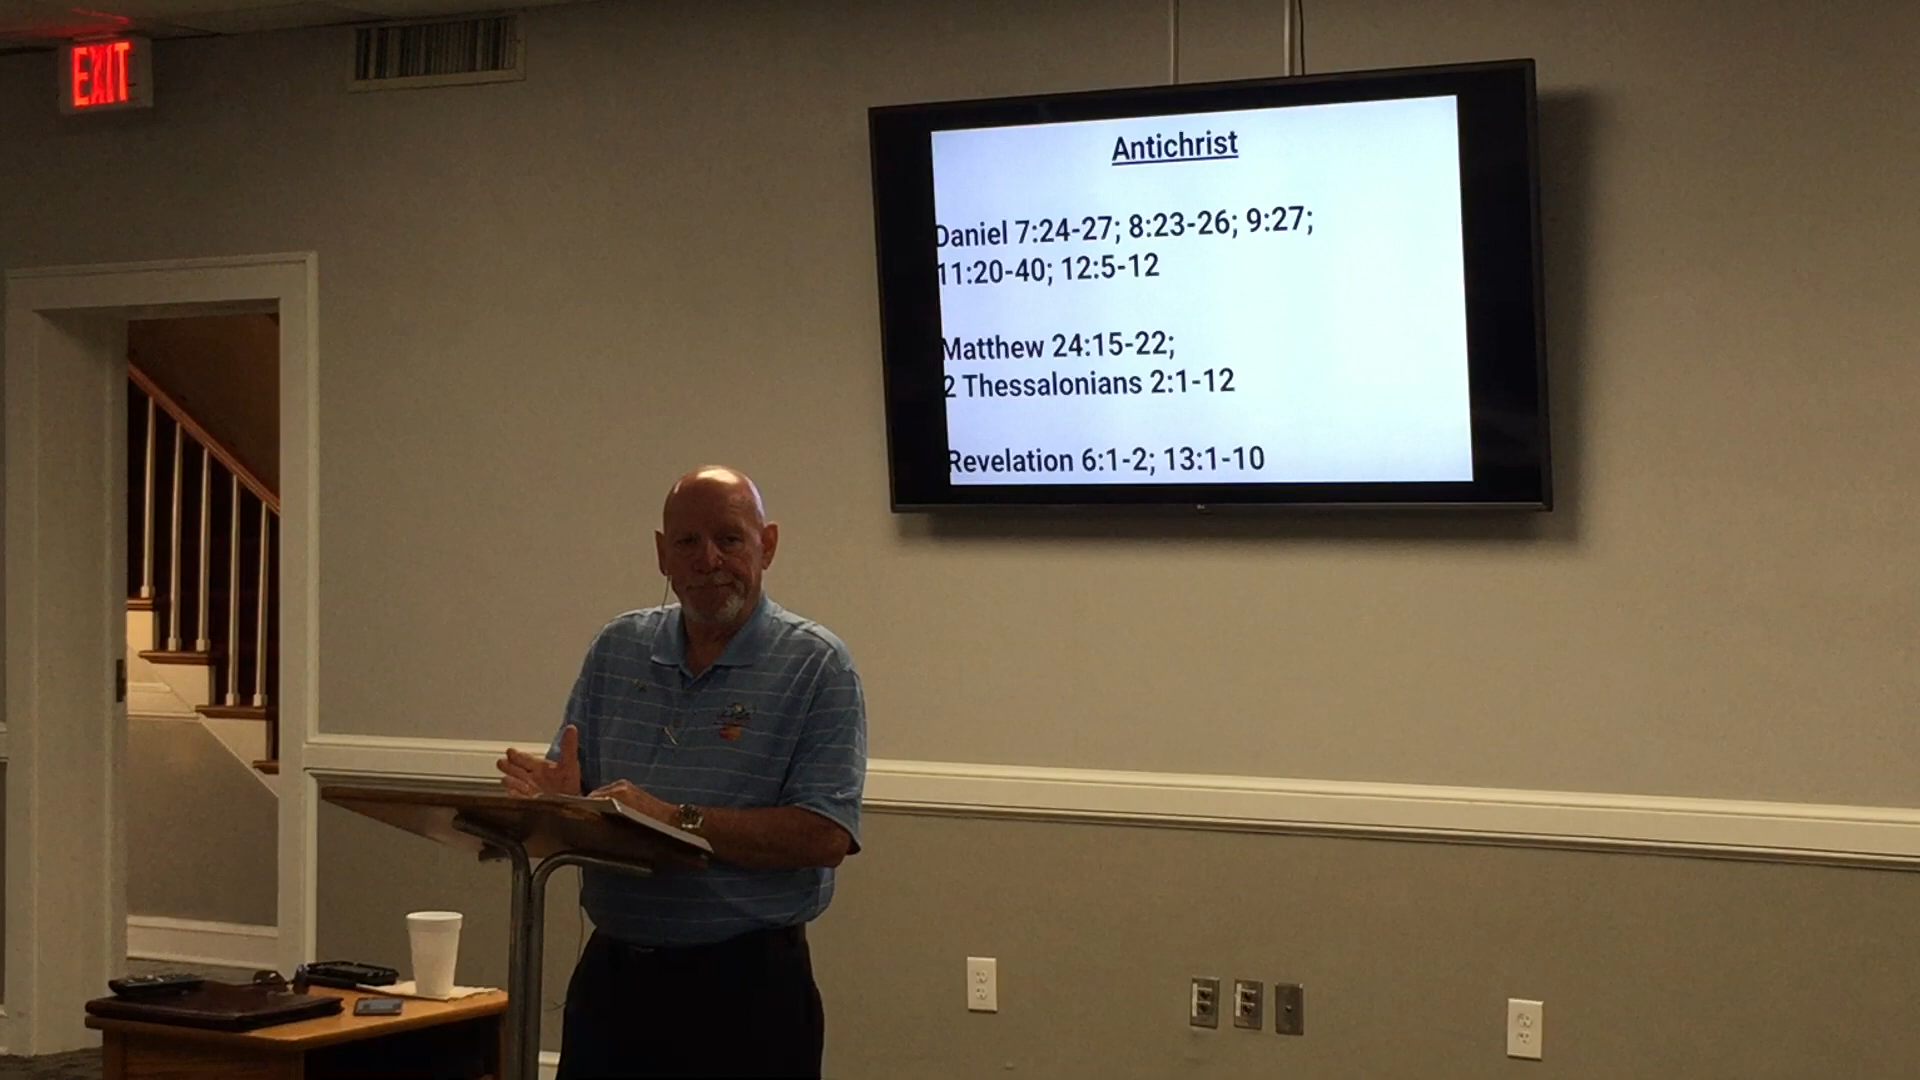 EXIT
Antichrist
Daniel 7:24-27; 8:23-26; 9:27;
11:20-40; 12:5-12
Matthew 24:15-22;
2 Thessalonians 2:1-12
Revelation 6:1-2; 13:1-10